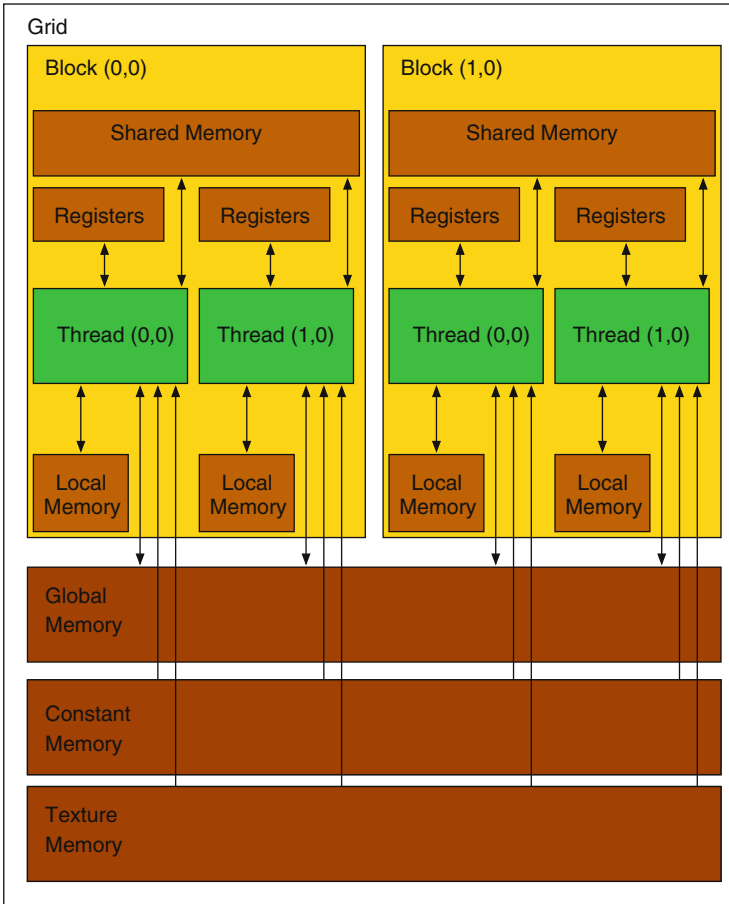 Grid
Block (0,0)
Block (1,0)
Shared Memory
Shared Memory
Registers
Registers
Registers
Registers
Thread (0,0)
Thread (1,0)
Thread (0,0)
Thread (1,0)
Local
Memory
Local
Memory
Local
Memory
Local
Memory
Global
Memory
Constant
Memory
Texture
Memory